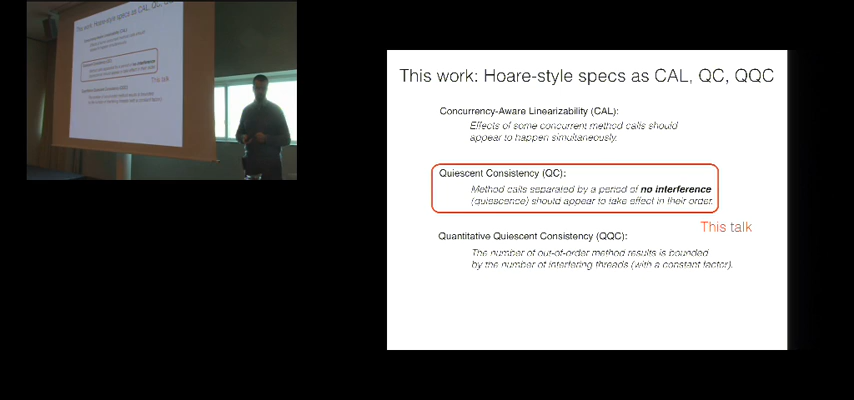 This work: Hoare-style specs as CAL, QC, QQC
Concurrency-Aware Linearizability (CAL):
Effects of some concurrent method calls should
appear to happen simultaneously.
Quiescent Consistency (QC):
Method calls separated by a period of no interference
(quiescence) should appear to take effect in their order.
This talk
Quantitative Quiescent Consistency (QQC):
The number of out-of-order method results is bounded
by the number of interfering threads (with a constant factor).